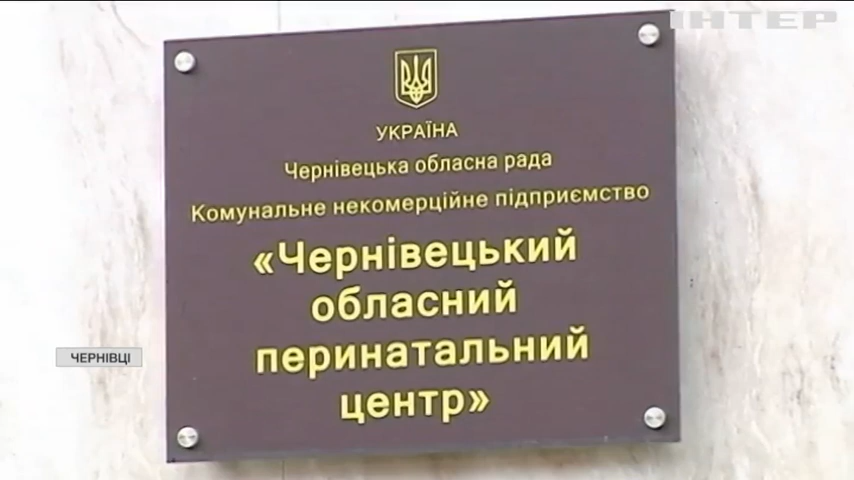 ІНТЕР
УКРАЇНА
Чернівецька обласна рада
Комунальне некомерційне підприємство
«Чернівецький
обласний
перинатальний
центр»
ЧЕРНІВЦІ